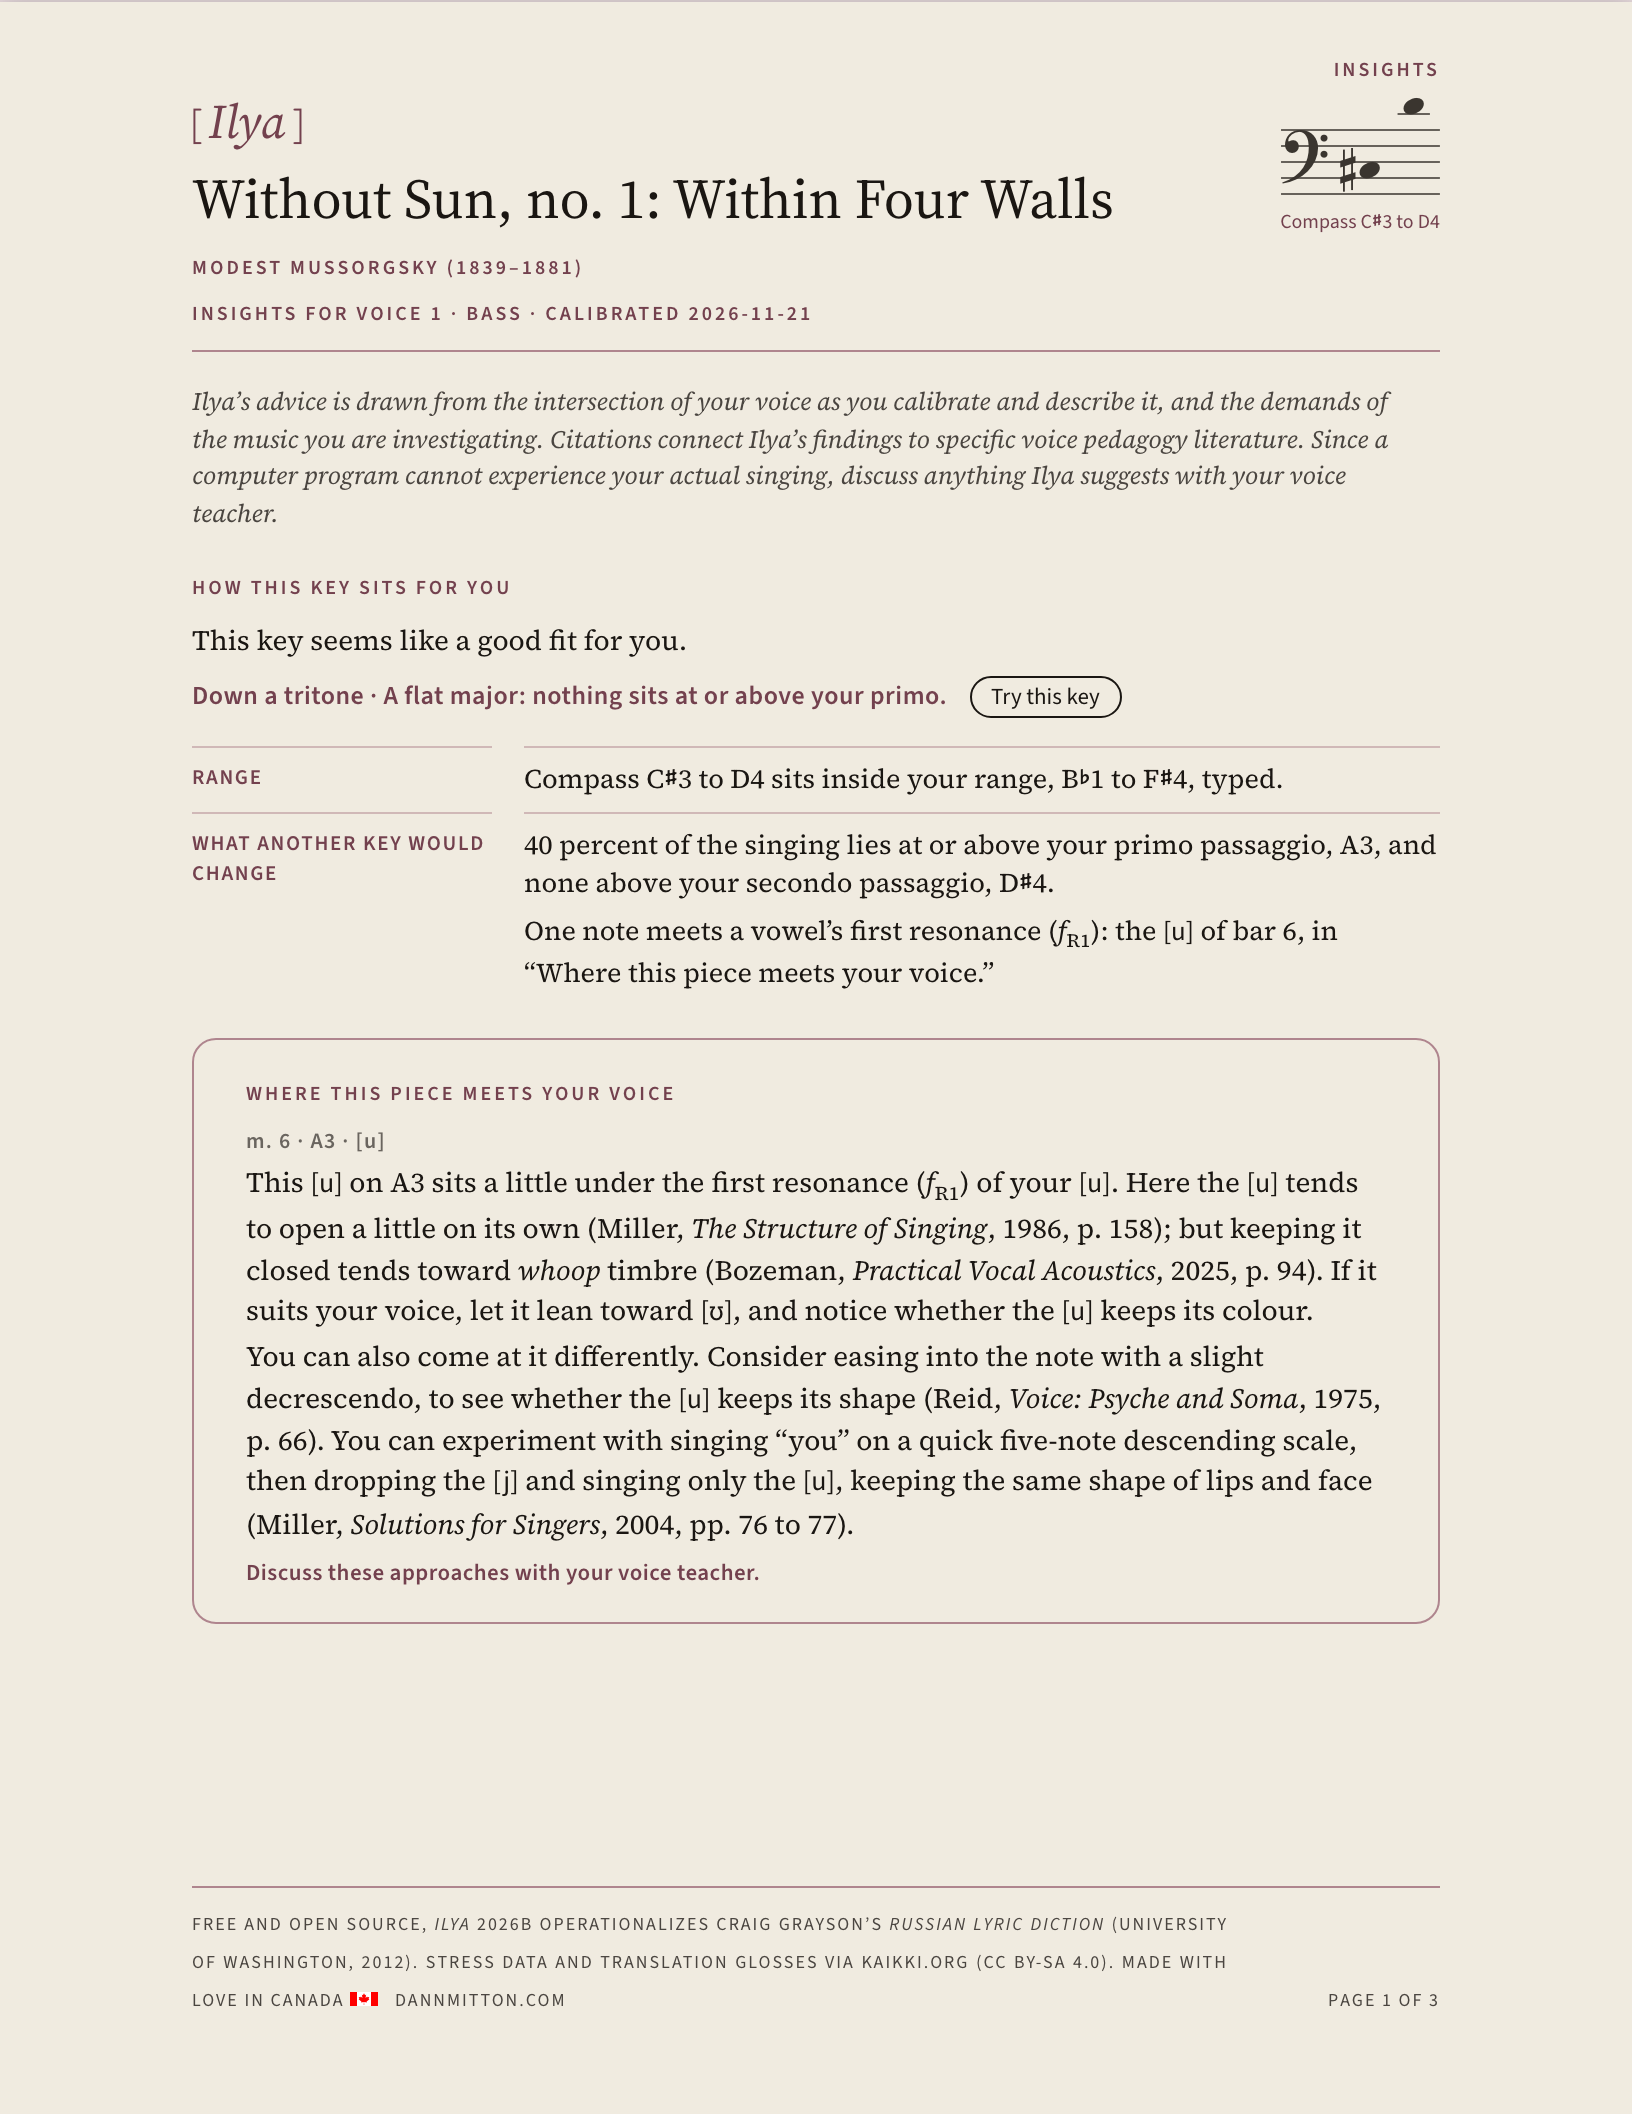 INSIGHTS
[Ilya]
Without Sun, no. 1: Within Four Walls
Compass C♯3 to D4
MODEST MUSSORGSKY (1839–1881)
INSIGHTS FOR VOICE 1 · BASS · CALIBRATED 2026-11-21
Ilya’s advice is drawn from the intersection of your voice as you calibrate and describe it, and the demands of
the music you are investigating. Citations connect Ilya’s findings to specific voice pedagogy literature. Since a
computer program cannot experience your actual singing, discuss anything Ilya suggests with your voice
teacher.
HOW THIS KEY SITS FOR YOU
This key seems like a good fit for you.
Down a tritone · A flat major: nothing sits at or above your primo. Try this key
RANGE
Compass C♯3 to D4 sits inside your range, B♭1 to F♯4, typed.
WHAT ANOTHER KEY WOULD
CHANGE
40 percent of the singing lies at or above your primo passaggio, A3, and
none above your secondo passaggio, D♯4.
One note meets a vowel’s first resonance (fR1): the [u] of bar 6, in
“Where this piece meets your voice.”
WHERE THIS PIECE MEETS YOUR VOICE
m. 6 · A3 · [u]
This [u] on A3 sits a little under the first resonance (fR1) of your [u]. Here the [u] tends
to open a little on its own (Miller, The Structure of Singing, 1986, p. 158); but keeping it
closed tends toward whoop timbre (Bozeman, Practical Vocal Acoustics, 2025, p. 94). If it
suits your voice, let it lean toward [ʊ], and notice whether the [u] keeps its colour.
You can also come at it differently. Consider easing into the note with a slight
decrescendo, to see whether the [u] keeps its shape (Reid, Voice: Psyche and Soma, 1975,
p. 66). You can experiment with singing “you” on a quick five-note descending scale,
then dropping the [j] and singing only the [u], keeping the same shape of lips and face
(Miller, Solutions for Singers, 2004, pp. 76 to 77).
Discuss these approaches with your voice teacher.
FREE AND OPEN SOURCE, ILYA 2026B OPERATIONALIZES CRAIG GRAYSON’S RUSSIAN LYRIC DICTION (UNIVERSITY
OF WASHINGTON, 2012). STRESS DATA AND TRANSLATION GLOSSES VIA KAIKKI.ORG (CC BY-SA 4.0). MADE WITH
LOVE IN CANADA 🇨🇦 DANNMITTON.COM
PAGE 1 OF 3